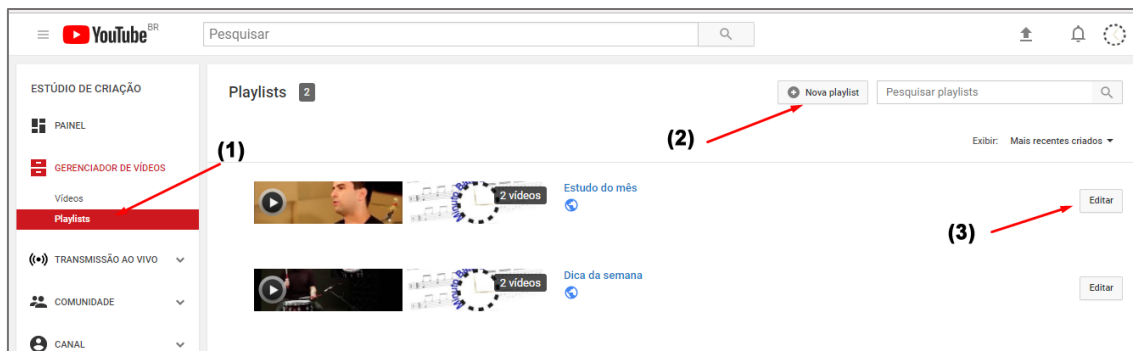 YouTube BR
Pesquisar
ESTÚDIO DE CRIAÇÃO
PAINEL
GERENCIADOR DE VÍDEOS
Vídeos
Playlists
TRANSMISSÃO AO VIVO
COMUNIDADE
CANAL
(1)
Playlists 2
Nova playlist
Pesquisar playlists
(2)
Exibir: Mais recentes criados
2 vídeos
Estudo do mês
Editar
(3)
2 vídeos
Dica da semana
Editar